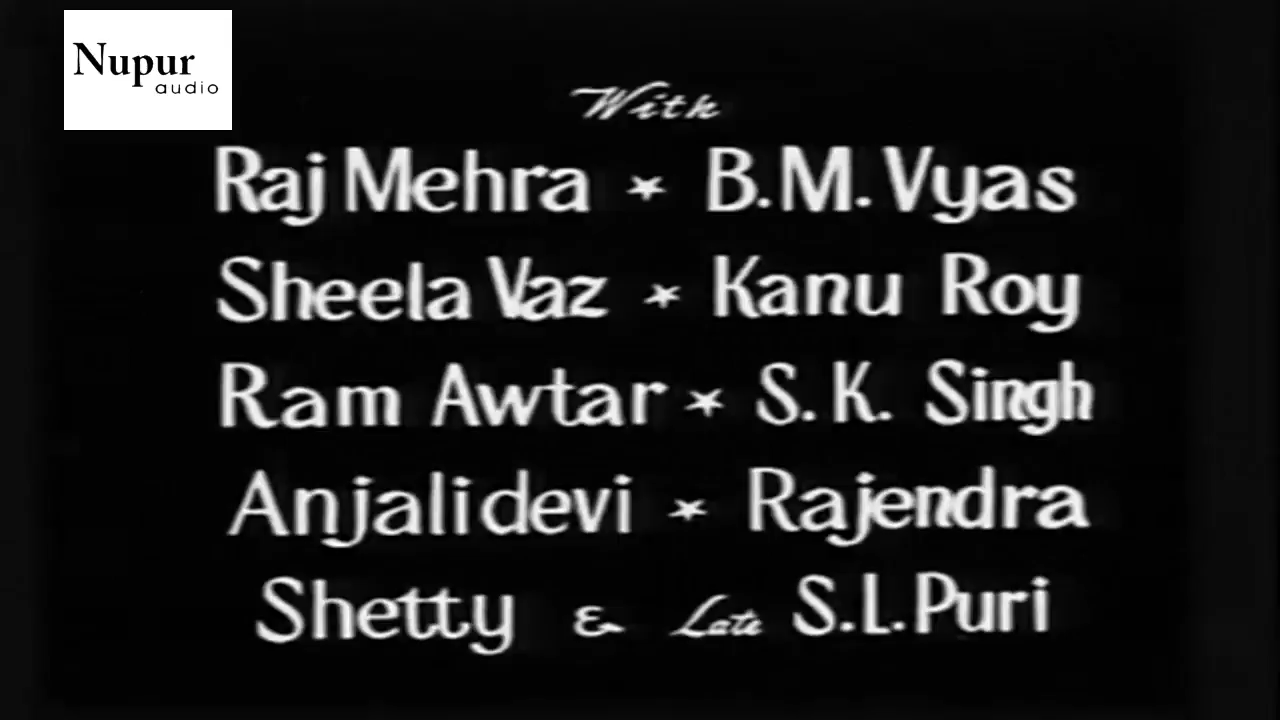 Nupur
audio
With
Raj Mehra ★ B.M. Vyas
Sheela Vaz ★ Kanu Roy
Ram Awtar ★ S. K. Singh
Anjalidevi ★ Rajendra
Shetty & Late S.L. Puri